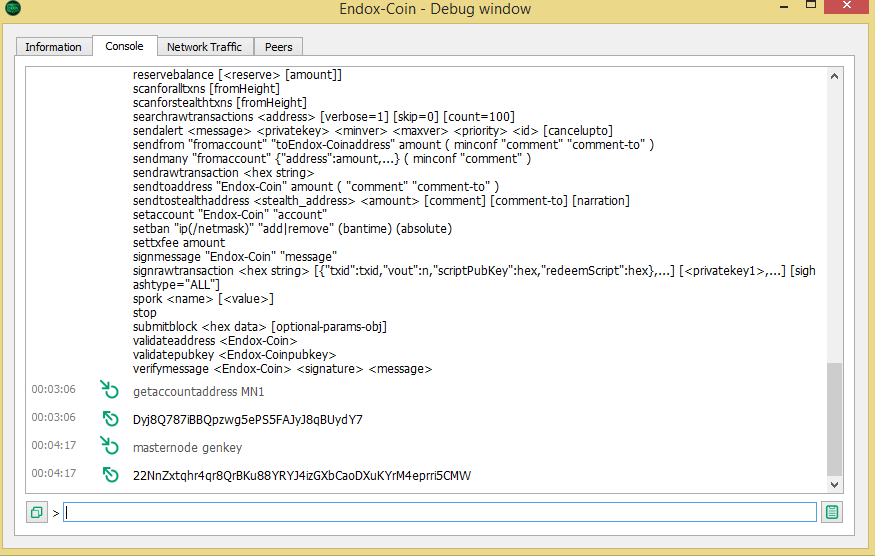 Endox-Coin - Debug window
Information
Console
Network Traffic
Peers
reservebalance [<reserve> [amount]]
scanforalltxns [fromHeight]
scanforstealthtxns [fromHeight]
searchrawtransactions <address> [verbose=1] [skip=0] [count=100]
sendalert <message> <privatekey> <minver> <maxver> <priority> <id> [cancelupto]
sendfrom "fromaccount" "toEndox-Coinaddress" amount ( minconf "comment" "comment-to" )
sendmany "fromaccount" {"address":amount,...} ( minconf "comment" )
sendrawtransaction <hex string>
sendtoaddress "Endox-Coin" amount ( "comment" "comment-to" )
sendtostealthaddress <stealth_address> <amount> [comment] [comment-to] [narration]
setaccount "Endox-Coin" "account"
setban "ip(/netmask)" "add|remove" (bantime) (absolute)
settxfee amount
signmessage "Endox-Coin" "message"
signrawtransaction <hex string> [{"txid":txid,"vout":n,"scriptPubKey":hex,"redeemScript":hex},...] [<privatekey1>,...] [sigh
ashtype="ALL"]
spork <name> [<value>]
stop
submitblock <hex data> [optional-params-obj]
validateaddress <Endox-Coin>
validatepubkey <Endox-Coinpubkey>
verifymessage <Endox-Coin> <signature> <message>
00:03:06 getaccountaddress MN1
00:03:06 Dyj8Q787iBBQpzwg5ePS5FAJyJ8qBUydY7
00:04:17 masternode genkey
00:04:17 22NnZxtqhr4qr8QrBKu88YRYJ4izGXbCaoDXuKYrM4eprri5CMW
>